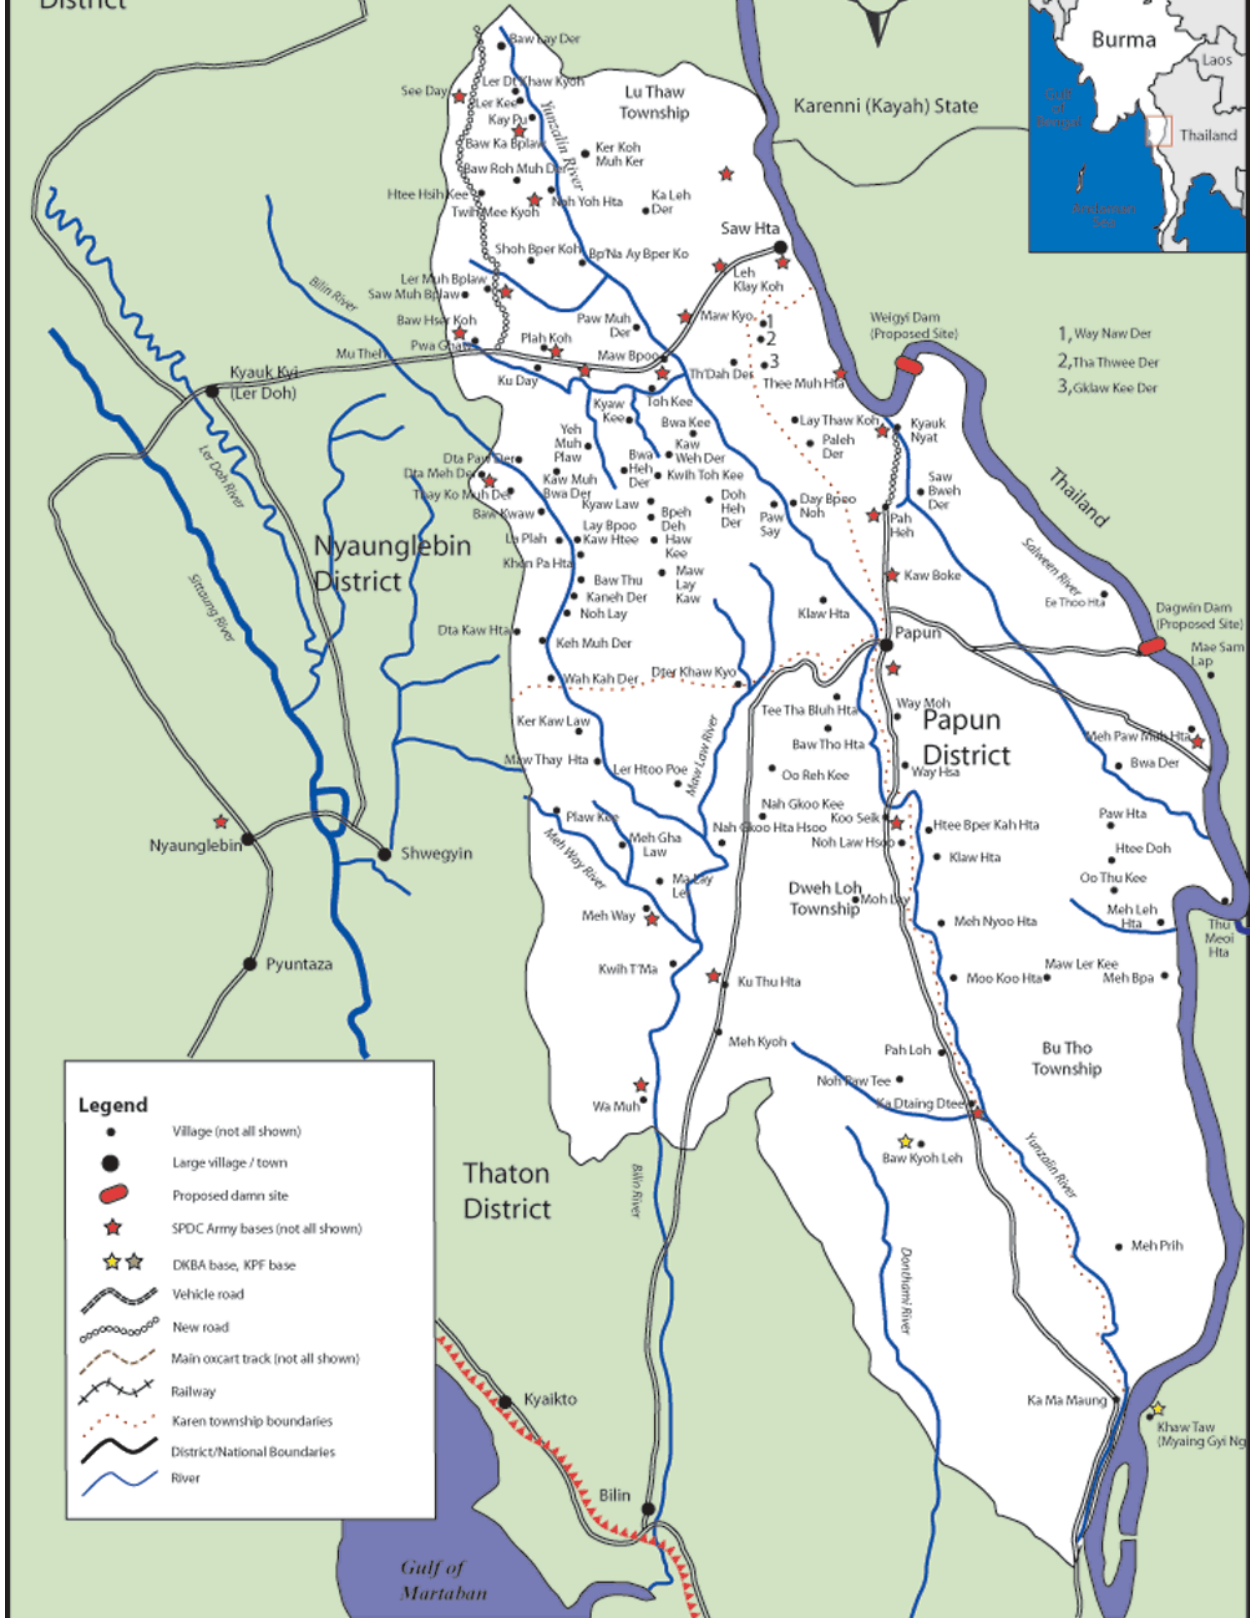 District
Burma
Laos
Gulf
of
Bengal
Thailand
Andaman
Sea
Karenni (Kayah) State
Baw Lay Der
Ler Dt Khaw Kyoh
See Day
Ler Kee
Kay Pu
Baw Ka Bplaw
Yunzalin River
Lu Thaw
Township
Ker Koh
Muh Ker
Baw Roh Muh Der
Htee Hsih Kee
Nah Yoh Hta
Twih Mee Kyoh
Ka Leh
Der
Saw Hta
Shoh Bper Koh
Bp'Na Ay Bper Ko
Leh
Klay Koh
Ler Muh Bplaw
Saw Muh Bplaw
Bilin River
Baw Hser Koh
Paw Muh
Der
Maw Kyo
1
2
3
Weigyi Dam
(Proposed Site)
1, Way Naw Der
2, Tha Thwee Der
3, Gklaw Kee Der
Pwa Ghaw
Plah Koh
Maw Bpoo
Mu Theh
Kyauk Kyi
(Ler Doh)
Ku Day
Th'Dah Der
Thee Muh Hta
Toh Kee
Kyaw
Kee
Bwa Kee
Lay Thaw Koh
Kyauk
Nyat
Yeh
Muh
Plaw
Kaw
Weh Der
Paleh
Der
Ler Doh River
Dta Paw Der
Dta Meh Der
Bwa
Heh
Der
Kwih Toh Kee
Kaw Muh
Bwa Der
Thay Ko Muh Der
Saw
Bweh
Der
Thailand
Kyaw Law
Doh
Heh
Der
Day Bpeo
Noh
Paw
Say
Baw Kwaw
Bpeh
Deh
Pah
Heh
Lay Bpoo
Kaw Htee
La Plah
Haw
Kee
Salween River
Nyaunglebin
District
Khon Pa Hta
Maw
Lay
Kaw
Baw Thu
Kaneh Der
Kaw Boke
Sittaung River
Noh Lay
Klaw Hta
Ee Thoo Hta
Dagwin Dam
(Proposed Site)
Dta Kaw Hta
Keh Muh Der
Papun
Mae Sam
Lap
Wah Kah Der
Dter Khaw Kyo
Ker Kaw Law
Tee Tha Bluh Hta
Way Moh
Papun
District
Meh Paw Muh Hta
Maw Law River
Baw Tho Hta
Maw Thay Hta
Ler Htoo Poe
Oo Reh Kee
Way Hsa
Bwa Der
Plaw Kee
Nah Gkoo Kee
Koo Seik
Paw Hta
Nah Gkoo Hta Hsoo
Htee Bper Kah Hta
Nyaunglebin
Shwegyin
Meh Way River
Meh Gha
Law
Noh Law Hsoo
Klaw Hta
Htee Doh
Ma Lay
Ler
Dweh Loh
Township
Moh Lay
Oo Thu Kee
Meh Way
Meh Nyoo Hta
Meh Leh
Hta
Thu
Meoi
Hta
Pyuntaza
Kwih T'Ma
Ku Thu Hta
Moo Koo Hta
Maw Ler Kee
Meh Bpa
Meh Kyoh
Pah Loh
Bu Tho
Township
Noh Paw Tee
Wa Muh
Ka Dtaing Dtee
Baw Kyoh Leh
Yunzalin River
Thaton
District
Bilin River
Meh Prih
Donthami River
Legend
Village (not all shown)
Large village / town
Proposed damn site
SPDC Army bases (not all shown)
DKBA base, KPF base
Vehicle road
New road
Main oxcart track (not all shown)
Railway
Karen township boundaries
District/National Boundaries
River
Kyaikto
Ka Ma Maung
Khaw Taw
(Myaing Gyi Ng
Bilin
Gulf of
Martaban